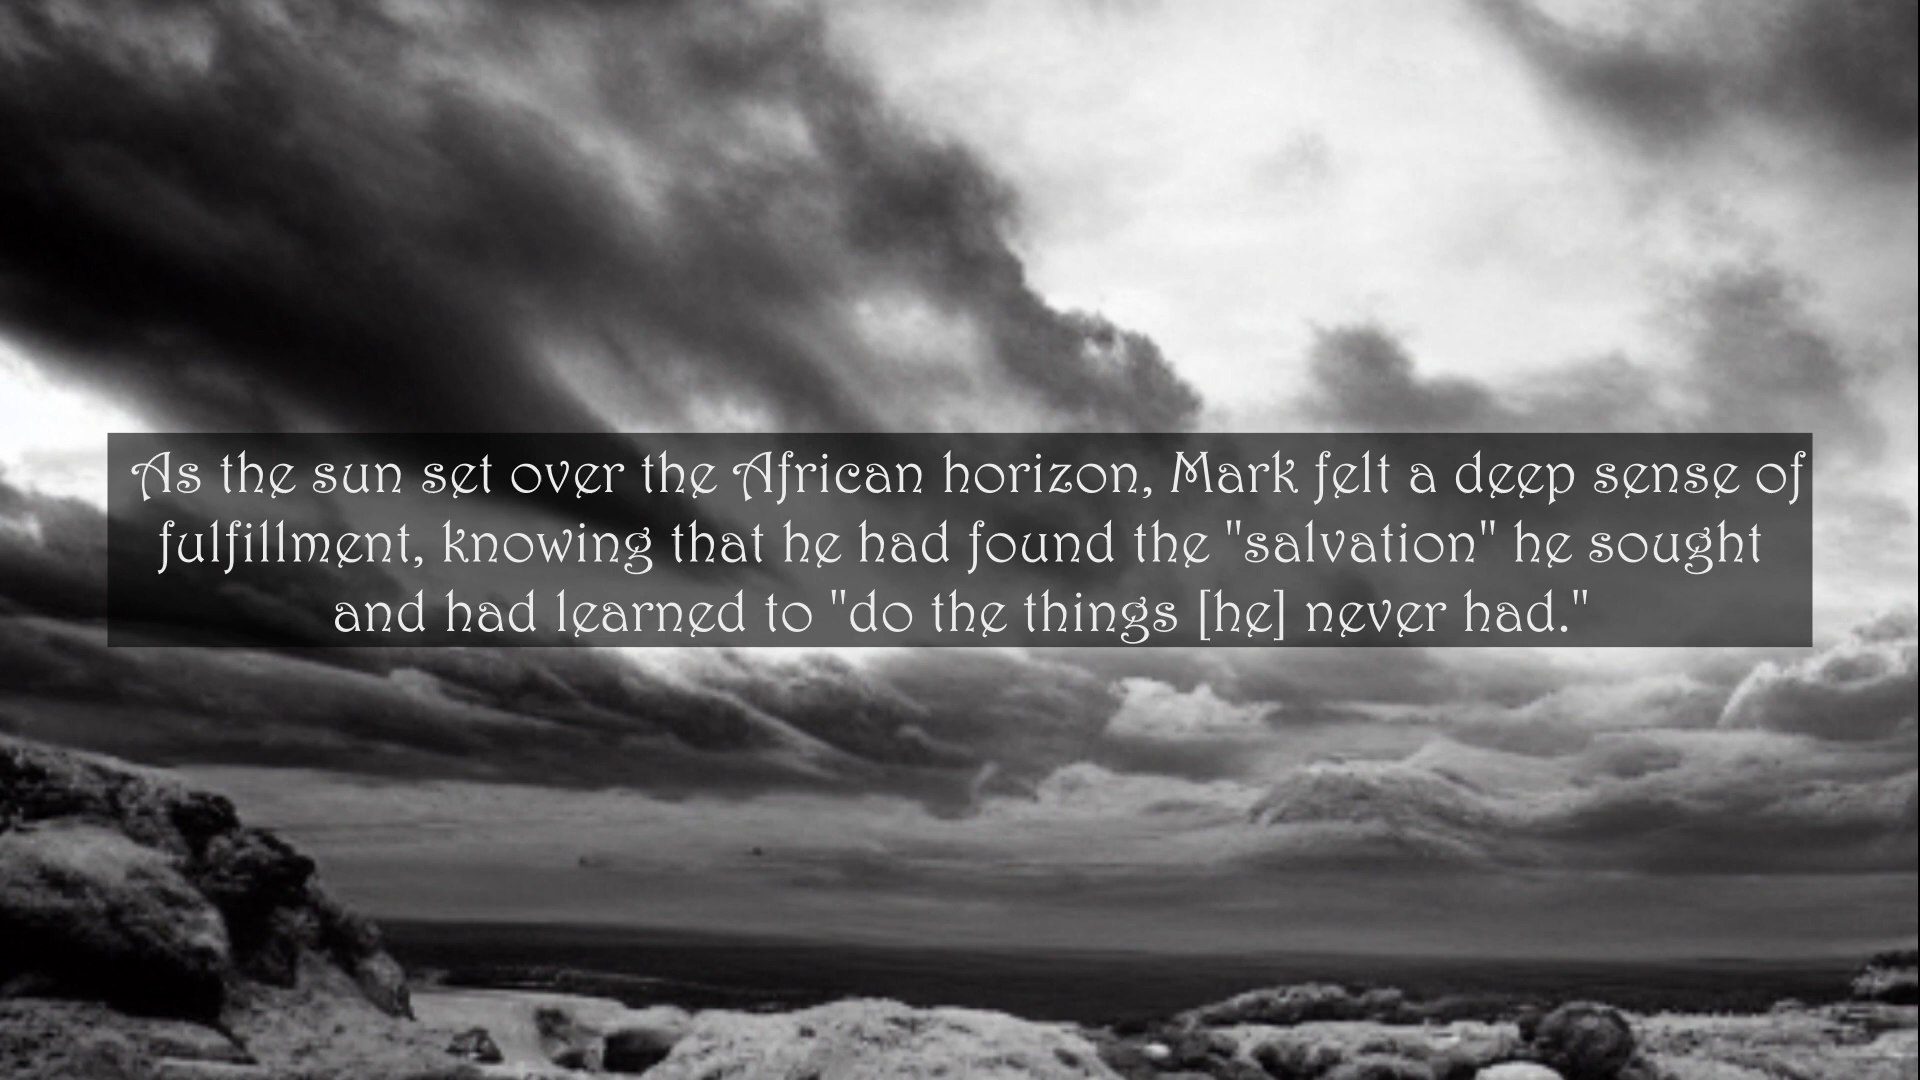 As the sun set over the African horizon, Mark felt a deep sense of
fulfillment, knowing that he had found the "salvation" he sought
and had learned to "do the things [he] never had."